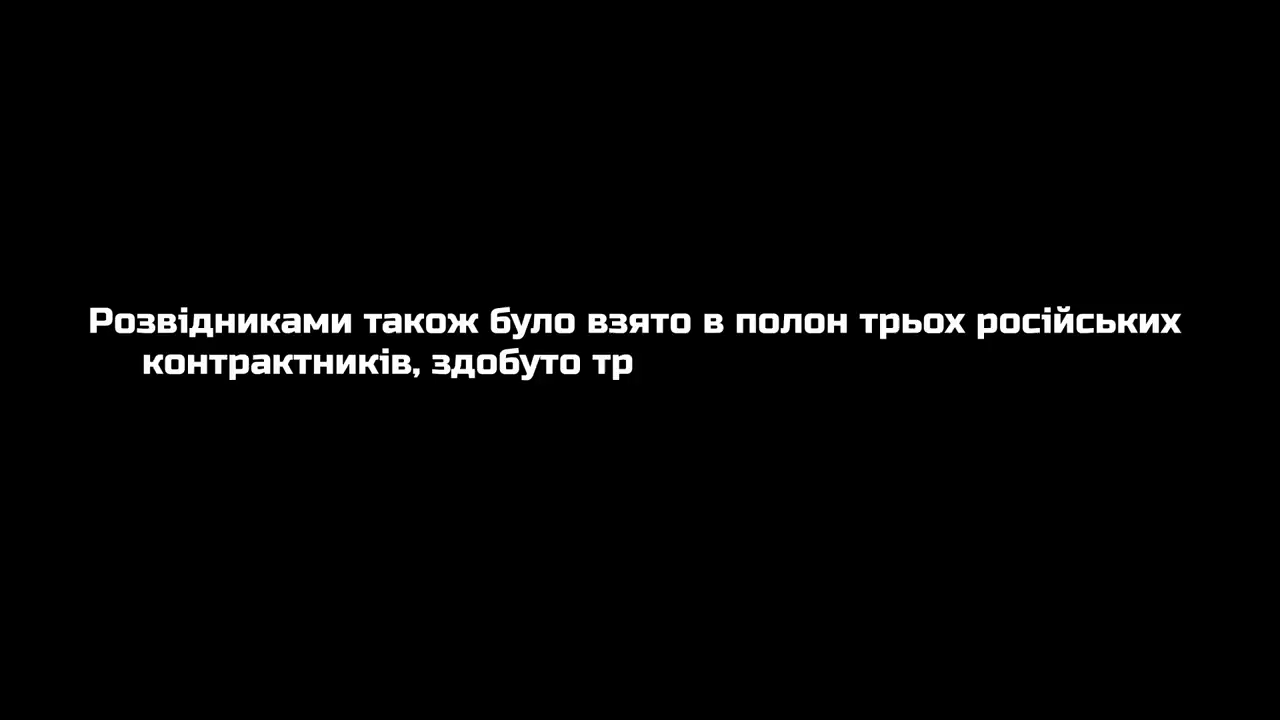 Розвідниками також було взято в полон трьох російських
контрактників, здобуто тр